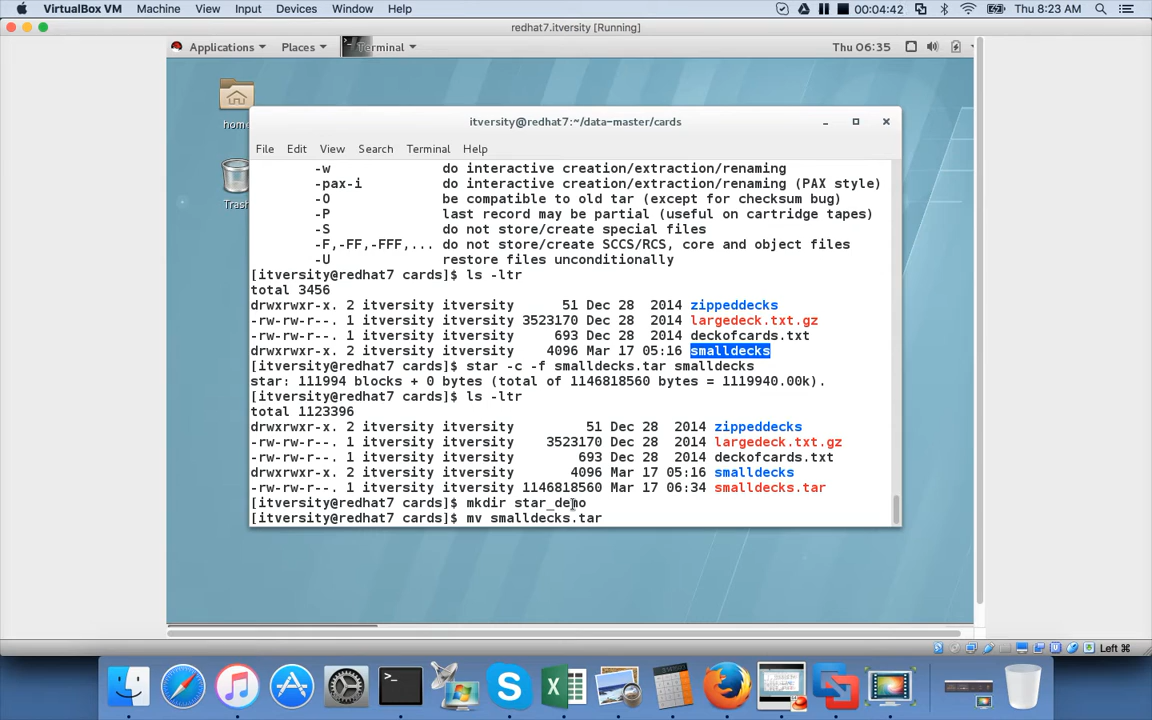 VirtualBox VM Machine View Input Devices Window Help 00:04:42 Thu 8:23 AM
redhat7.itversity [Running]
Applications Places Terminal Thu 06:35
home
Trash
itversity@redhat7:~/data-master/cards
File Edit View Search Terminal Help
-w do interactive creation/extraction/renaming
-pax-i do interactive creation/extraction/renaming (PAX style)
-O be compatible to old tar (except for checksum bug)
-P last record may be partial (useful on cartridge tapes)
-S do not store/create special files
-F,-FF,-FFF,... do not store/create SCCS/RCS, core and object files
-U restore files unconditionally
[itversity@redhat7 cards]$ ls -ltr
total 3456
drwxrwxr-x. 2 itversity itversity 51 Dec 28 2014 zippeddecks
-rw-rw-r--. 1 itversity itversity 3523170 Dec 28 2014 largedeck.txt.gz
-rw-rw-r--. 1 itversity itversity 693 Dec 28 2014 deckofcards.txt
drwxrwxr-x. 2 itversity itversity 4096 Mar 17 05:16 smalldecks
[itversity@redhat7 cards]$ star -c -f smalldecks.tar smalldecks
star: 111994 blocks + 0 bytes (total of 1146818560 bytes = 1119940.00k).
[itversity@redhat7 cards]$ ls -ltr
total 1123396
drwxrwxr-x. 2 itversity itversity 51 Dec 28 2014 zippeddecks
-rw-rw-r--. 1 itversity itversity 3523170 Dec 28 2014 largedeck.txt.gz
-rw-rw-r--. 1 itversity itversity 693 Dec 28 2014 deckofcards.txt
drwxrwxr-x. 2 itversity itversity 4096 Mar 17 05:16 smalldecks
-rw-rw-r--. 1 itversity itversity 1146818560 Mar 17 06:34 smalldecks.tar
[itversity@redhat7 cards]$ mkdir star_demo
[itversity@redhat7 cards]$ mv smalldecks.tar
Left ⌘